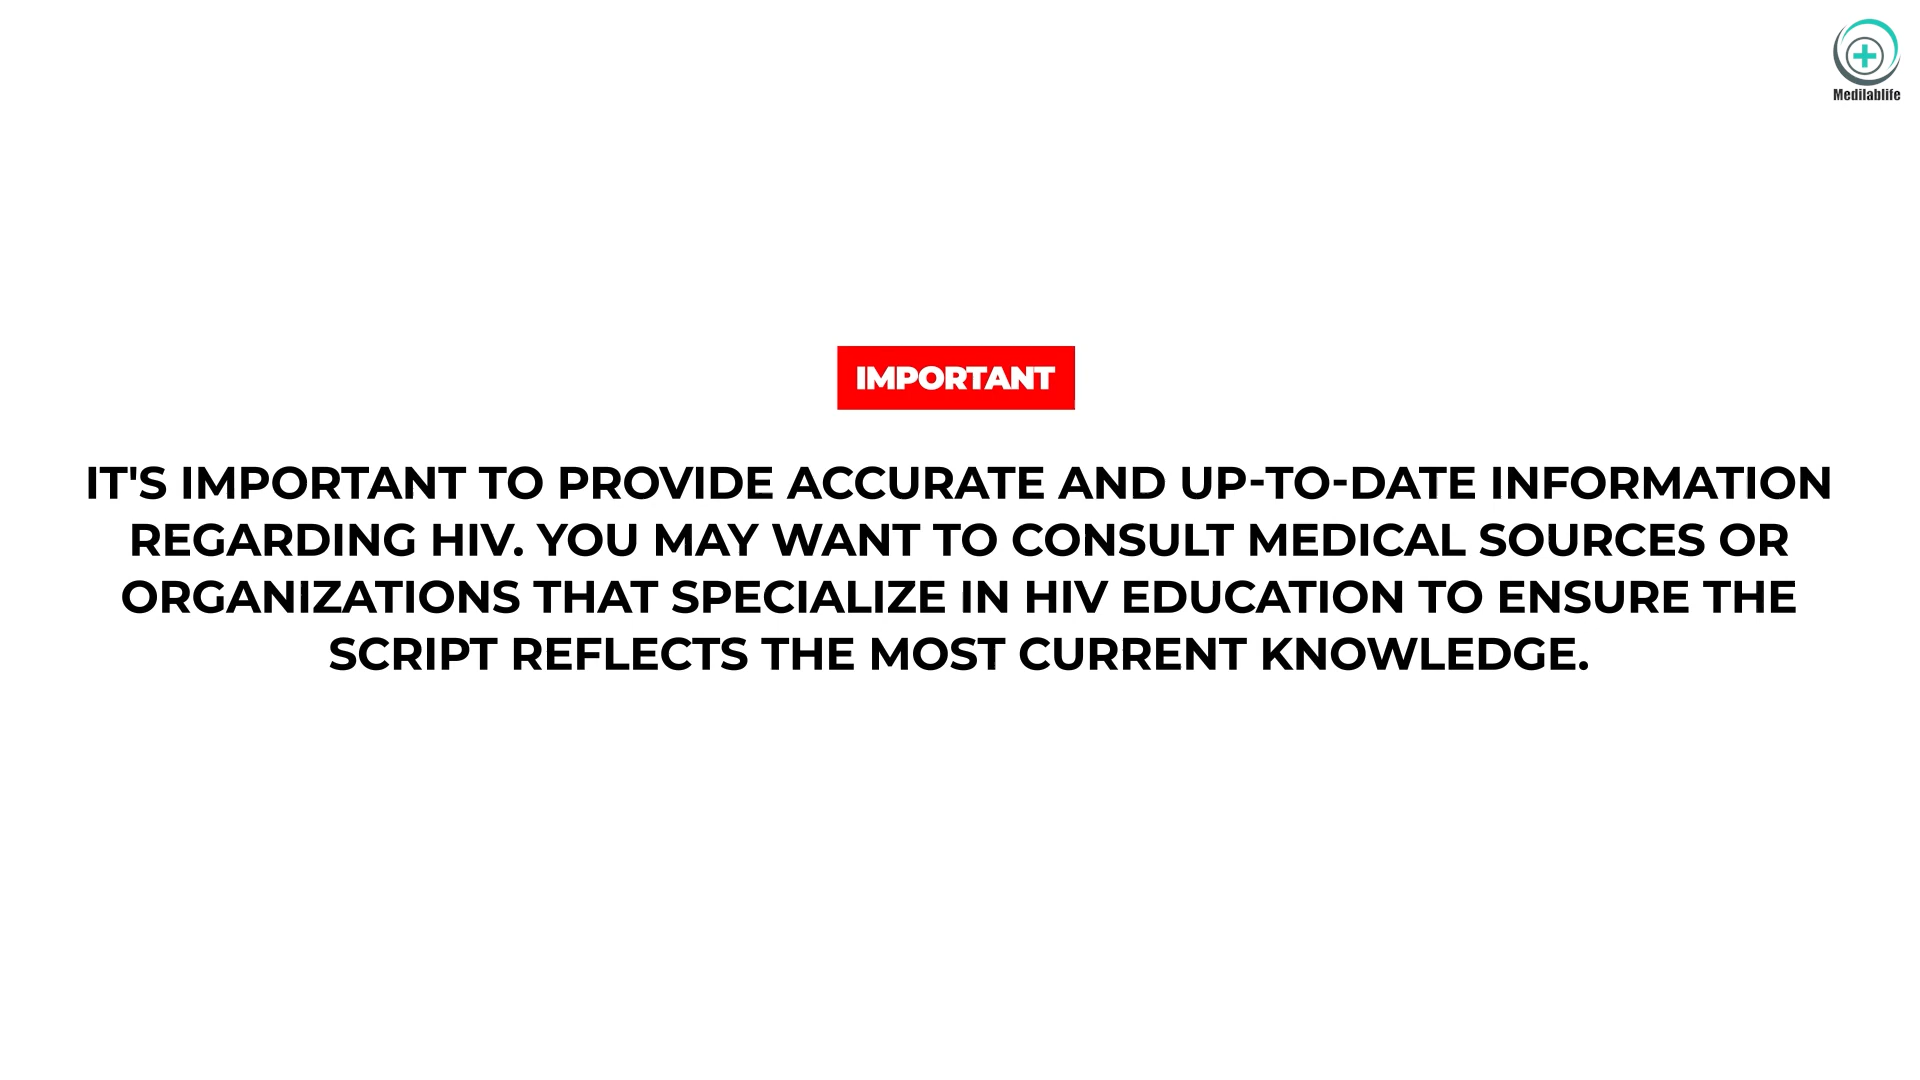 Medilablife
IMPORTANT
IT'S IMPORTANT TO PROVIDE ACCURATE AND UP-TO-DATE INFORMATION
REGARDING HIV. YOU MAY WANT TO CONSULT MEDICAL SOURCES OR
ORGANIZATIONS THAT SPECIALIZE IN HIV EDUCATION TO ENSURE THE
SCRIPT REFLECTS THE MOST CURRENT KNOWLEDGE.